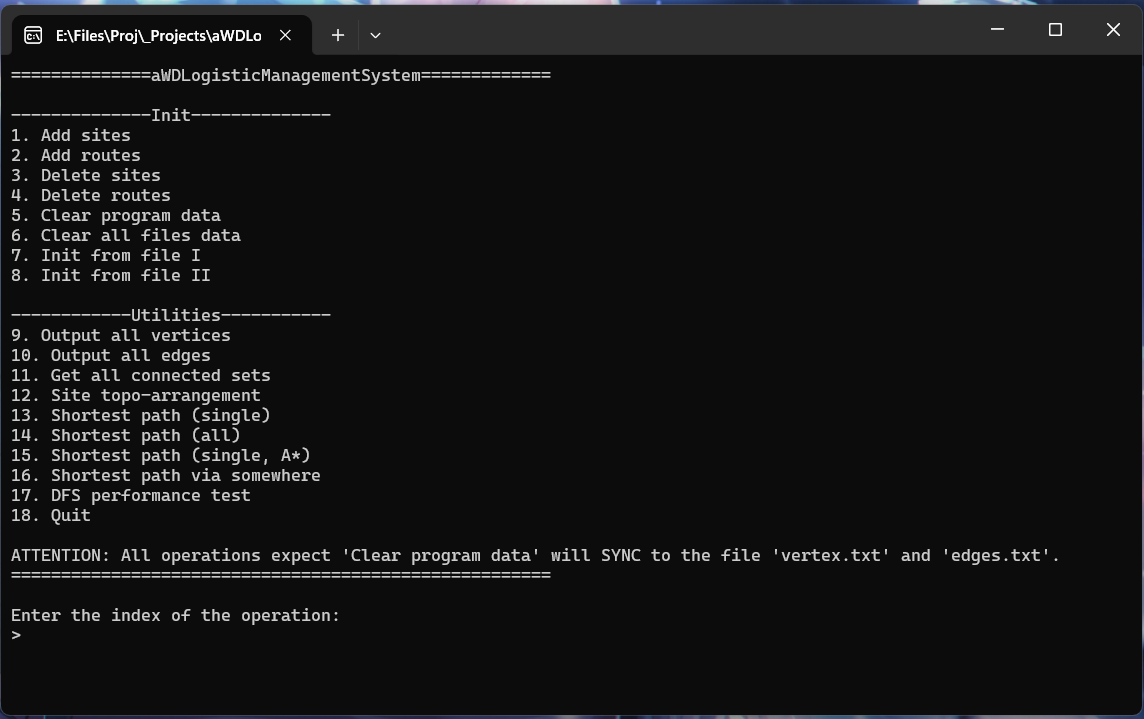 E:\Files\Proj\_Projects\aWDLo
==============aWDLogisticManagementSystem=============
--------------Init--------------
1. Add sites
2. Add routes
3. Delete sites
4. Delete routes
5. Clear program data
6. Clear all files data
7. Init from file I
8. Init from file II
------------Utilities-----------
9. Output all vertices
10. Output all edges
11. Get all connected sets
12. Site topo-arrangement
13. Shortest path (single)
14. Shortest path (all)
15. Shortest path (single, A*)
16. Shortest path via somewhere
17. DFS performance test
18. Quit
ATTENTION: All operations expect 'Clear program data' will SYNC to the file 'vertex.txt' and 'edges.txt'.
======================================================
Enter the index of the operation:
>